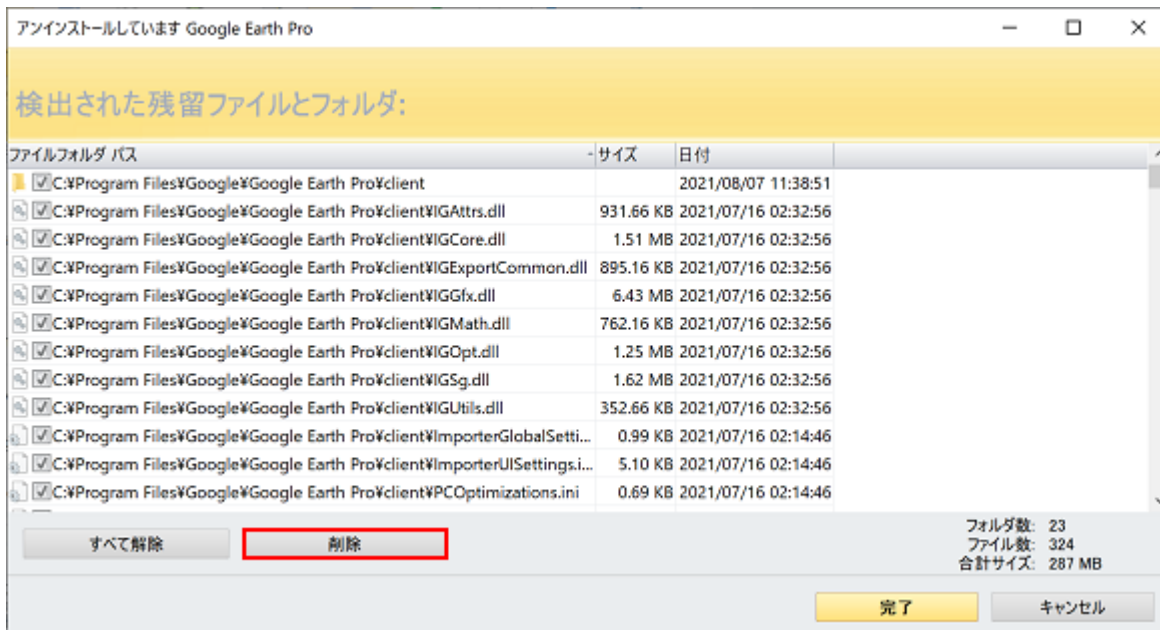 アンインストールしています Google Earth Pro
検出された残留ファイルとフォルダ:
ファイルフォルダ パス サイズ 日付
C:¥Program Files¥Google¥Google Earth Pro¥client 2021/08/07 11:38:51
C:¥Program Files¥Google¥Google Earth Pro¥client¥IGAttrs.dll 931.66 KB 2021/07/16 02:32:56
C:¥Program Files¥Google¥Google Earth Pro¥client¥IGCore.dll 1.51 MB 2021/07/16 02:32:56
C:¥Program Files¥Google¥Google Earth Pro¥client¥IGExportCommon.dll 895.16 KB 2021/07/16 02:32:56
C:¥Program Files¥Google¥Google Earth Pro¥client¥IGGfx.dll 6.43 MB 2021/07/16 02:32:56
C:¥Program Files¥Google¥Google Earth Pro¥client¥IGMath.dll 762.16 KB 2021/07/16 02:32:56
C:¥Program Files¥Google¥Google Earth Pro¥client¥IGOpt.dll 1.25 MB 2021/07/16 02:32:56
C:¥Program Files¥Google¥Google Earth Pro¥client¥IGSg.dll 1.62 MB 2021/07/16 02:32:56
C:¥Program Files¥Google¥Google Earth Pro¥client¥IGUtils.dll 352.66 KB 2021/07/16 02:32:56
C:¥Program Files¥Google¥Google Earth Pro¥client¥ImporterGlobalSetti... 0.99 KB 2021/07/16 02:14:46
C:¥Program Files¥Google¥Google Earth Pro¥client¥ImporterUISettings.i... 5.10 KB 2021/07/16 02:14:46
C:¥Program Files¥Google¥Google Earth Pro¥client¥PCOptimizations.ini 0.69 KB 2021/07/16 02:14:46
すべて解除 削除
フォルダ数: 23
ファイル数: 324
合計サイズ: 287 MB
完了 キャンセル